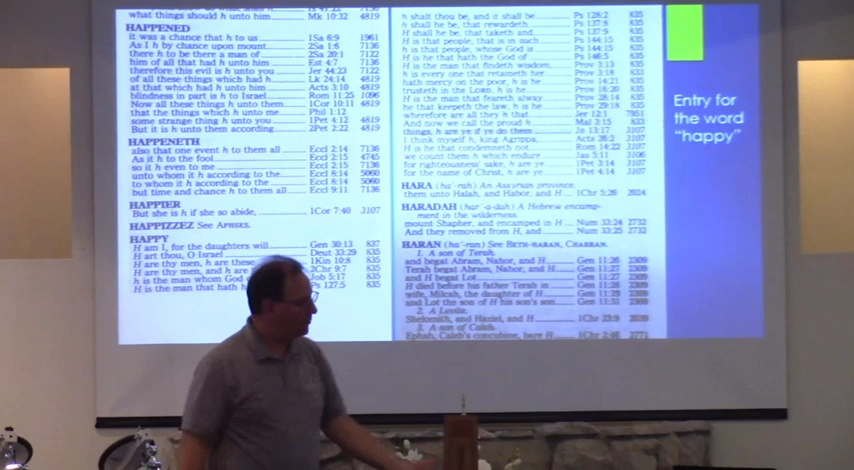 what things should h unto him Mk 10:32 4819
HAPPENED
it was a chance that h to us 1Sa 6:9 1961
As I h by chance upon mount 2Sa 1:6 7136
there h to be there a man of 2Sa 20:1 7122
him of all that had h unto him Est 4:7 7136
therefore this evil is h unto you Jer 44:23 7122
of all these things which had h Lk 24:14 4819
at that which had h unto him Acts 3:10 4819
blindness in part is h to Israel Rom 11:25 1096
Now all these things h unto them 1Cor 10:11 4819
that the things which h unto me Phil 1:12
some strange thing h unto you 1Pet 4:12 4819
But it is h unto them according 2Pet 2:22 4819
HAPPENETH
also that one event h to them all Eccl 2:14 7136
As it h to the fool Eccl 2:15 4745
so it h even to me Eccl 2:15 7136
unto whom it h according to the Eccl 8:14 5060
to whom it h according to the Eccl 8:14 5060
but time and chance h to them all Eccl 9:11 7136
HAPPIER
But she is h if she so abide, 1Cor 7:40 3107
HAPPIZZEZ See APHSES.
HAPPY
H am I, for the daughters will Gen 30:13 837
H art thou, O Israel Deut 33:29 835
H are thy men, h are these 1Kin 10:8 835
H are thy men, and h are 2Chr 9:7 835
h is the man whom God Job 5:17 835
H is the man that hath h Ps 127:5 835
h shalt thou be, and it shall be Ps 128:2 835
h shall he be, that rewardeth Ps 137:8 835
H shall he be, that taketh and Ps 137:9 835
H is that people, that is in such Ps 144:15 835
h is that people, whose God is Ps 144:15 835
H is he that hath the God of Ps 146:5 835
H is the man that findeth wisdom, Prov 3:13 835
h is every one that retaineth her Prov 3:18 833
hath mercy on the poor, h is he Prov 14:21 835
trusteth in the LORD, h is he Prov 16:20 835
H is the man that feareth alway Prov 28:14 835
he that keepeth the law, h is he Prov 29:18 835
wherefore are all they h that Jer 12:1 7951
And now we call the proud h Mal 3:15 833
things, h are ye if ye do them Jn 13:17 3107
I think myself h, king Agrippa, Acts 26:2 3107
H is he that condemneth not Rom 14:22 3107
we count them h which endure Jas 5:11 3106
for righteousness' sake, h are ye 1Pet 3:14 3107
for the name of Christ, h are ye 1Pet 4:14 3107
HARA (ha'-rah) An Assyrian province.
them unto Halah, and Habor, and H 1Chr 5:26 2024
HARADAH (har'-a-dah) A Hebrew encamp-
ment in the wilderness.
mount Shapher, and encamped in H Num 33:24 2732
And they removed from H, and Num 33:25 2732
HARAN (ha'-ran) See BETH-HARAN, CHARRAN.
1. A son of Terah.
and begat Abram, Nahor, and H Gen 11:26 2309
Terah begat Abram, Nahor, and H Gen 11:27 2309
and H begat Lot Gen 11:27 2309
H died before his father Terah in Gen 11:28 2309
wife, Milcah, the daughter of H Gen 11:29 2309
and Lot the son of H his son's son Gen 11:31 2309
2. A Levite.
Shelomith, and Haziel, and H 1Chr 23:9 2039
3. A son of Caleb.
Ephah, Caleb's concubine, bare H 1Chr 2:46 2771
Entry for
the word
"happy"